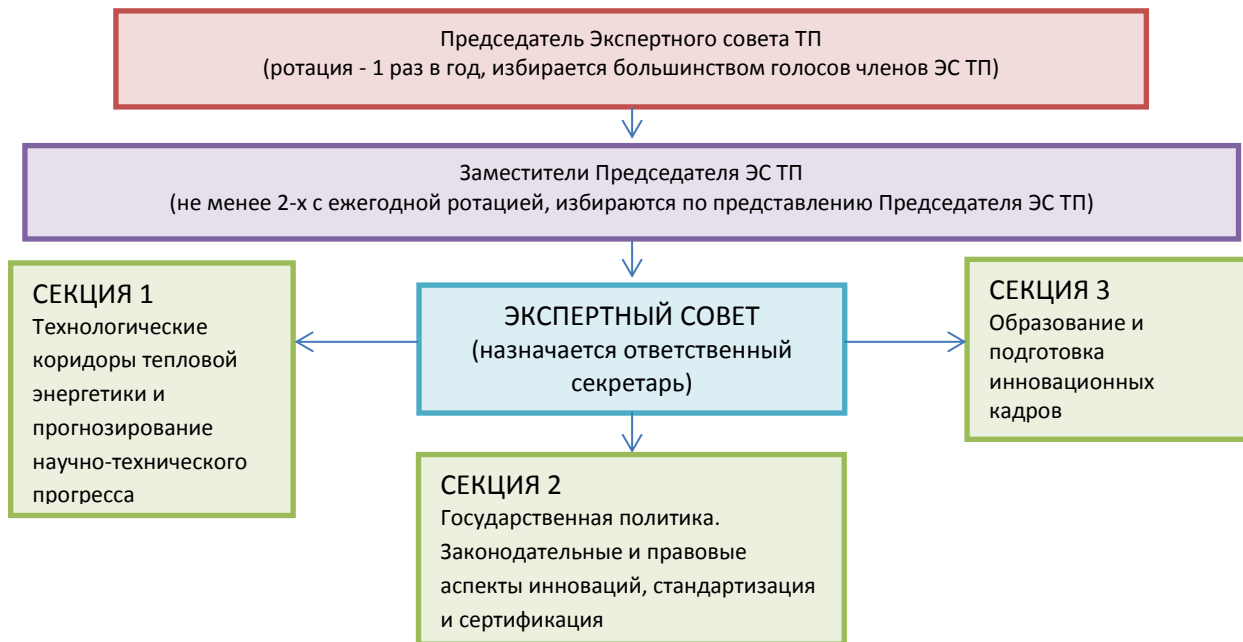 Председатель Экспертного совета ТП
(ротация - 1 раз в год, избирается большинством голосов членов ЭС ТП)
Заместители Председателя ЭС ТП
(не менее 2-х с ежегодной ротацией, избираются по представлению Председателя ЭС ТП)
СЕКЦИЯ 1
Технологические
коридоры тепловой
энергетики и
прогнозирование
научно-технического
прогресса
ЭКСПЕРТНЫЙ СОВЕТ
(назначается ответственный
секретарь)
СЕКЦИЯ 3
Образование и
подготовка
инновационных
кадров
СЕКЦИЯ 2
Государственная политика.
Законодательные и правовые
аспекты инноваций, стандартизация
и сертификация